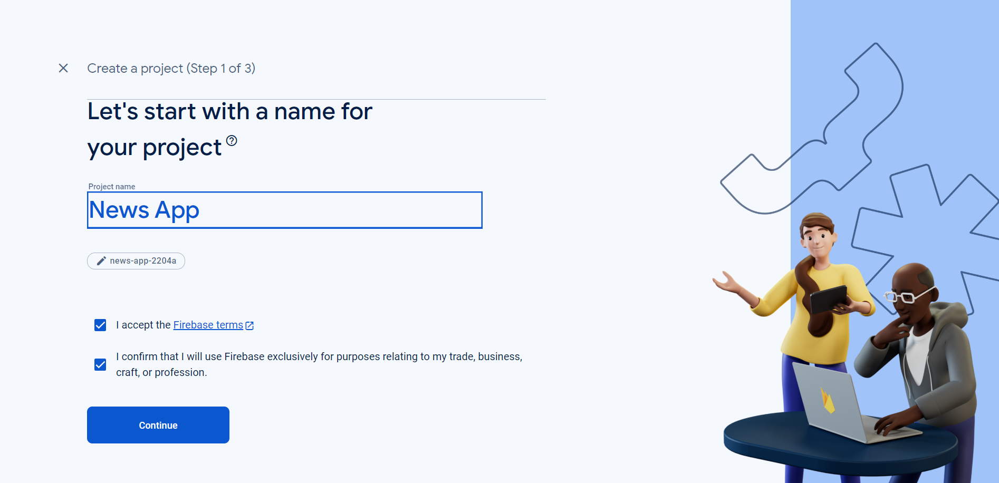 Create a project (Step 1 of 3)
Let's start with a name for
your project
Project name
News App
news-app-2204a
I accept the Firebase terms
I confirm that I will use Firebase exclusively for purposes relating to my trade, business,
craft, or profession.
Continue